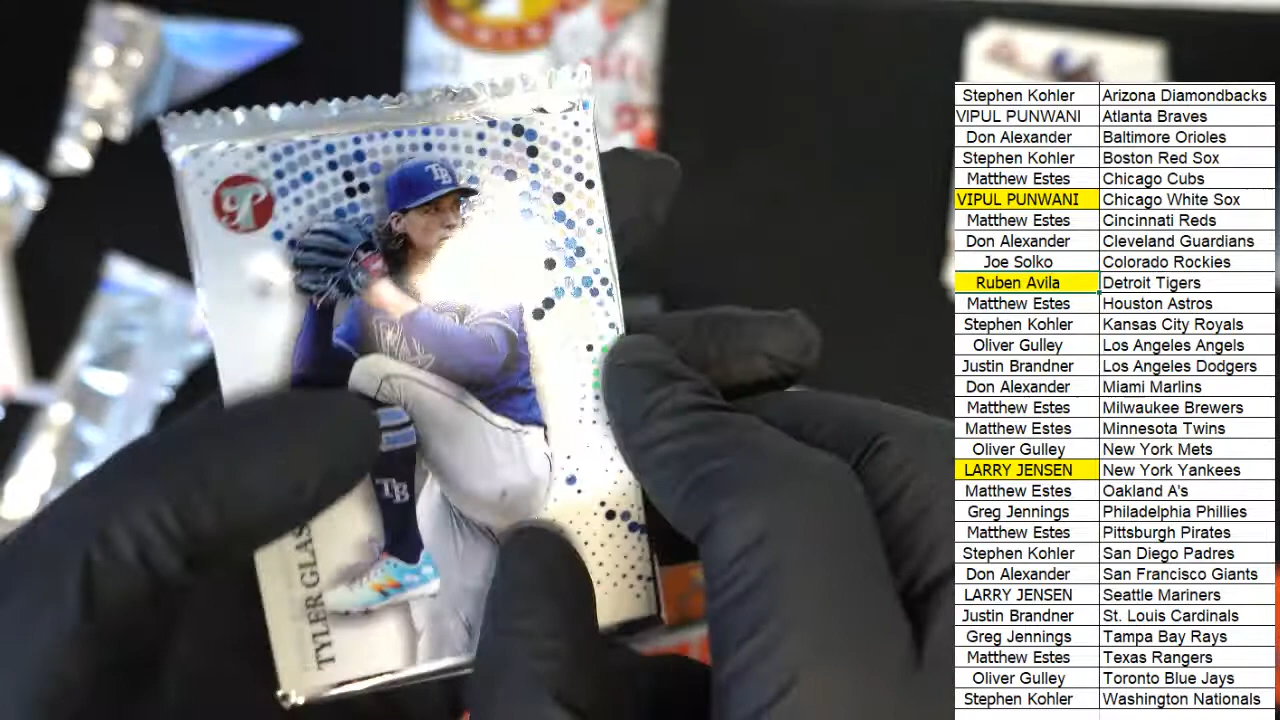 P
TB
TB
TYLER GLAS
Stephen Kohler Arizona Diamondbacks
VIPUL PUNWANI Atlanta Braves
Don Alexander Baltimore Orioles
Stephen Kohler Boston Red Sox
Matthew Estes Chicago Cubs
VIPUL PUNWANI Chicago White Sox
Matthew Estes Cincinnati Reds
Don Alexander Cleveland Guardians
Joe Solko Colorado Rockies
Ruben Avila Detroit Tigers
Matthew Estes Houston Astros
Stephen Kohler Kansas City Royals
Oliver Gulley Los Angeles Angels
Justin Brandner Los Angeles Dodgers
Don Alexander Miami Marlins
Matthew Estes Milwaukee Brewers
Matthew Estes Minnesota Twins
Oliver Gulley New York Mets
LARRY JENSEN New York Yankees
Matthew Estes Oakland A's
Greg Jennings Philadelphia Phillies
Matthew Estes Pittsburgh Pirates
Stephen Kohler San Diego Padres
Don Alexander San Francisco Giants
LARRY JENSEN Seattle Mariners
Justin Brandner St. Louis Cardinals
Greg Jennings Tampa Bay Rays
Matthew Estes Texas Rangers
Oliver Gulley Toronto Blue Jays
Stephen Kohler Washington Nationals